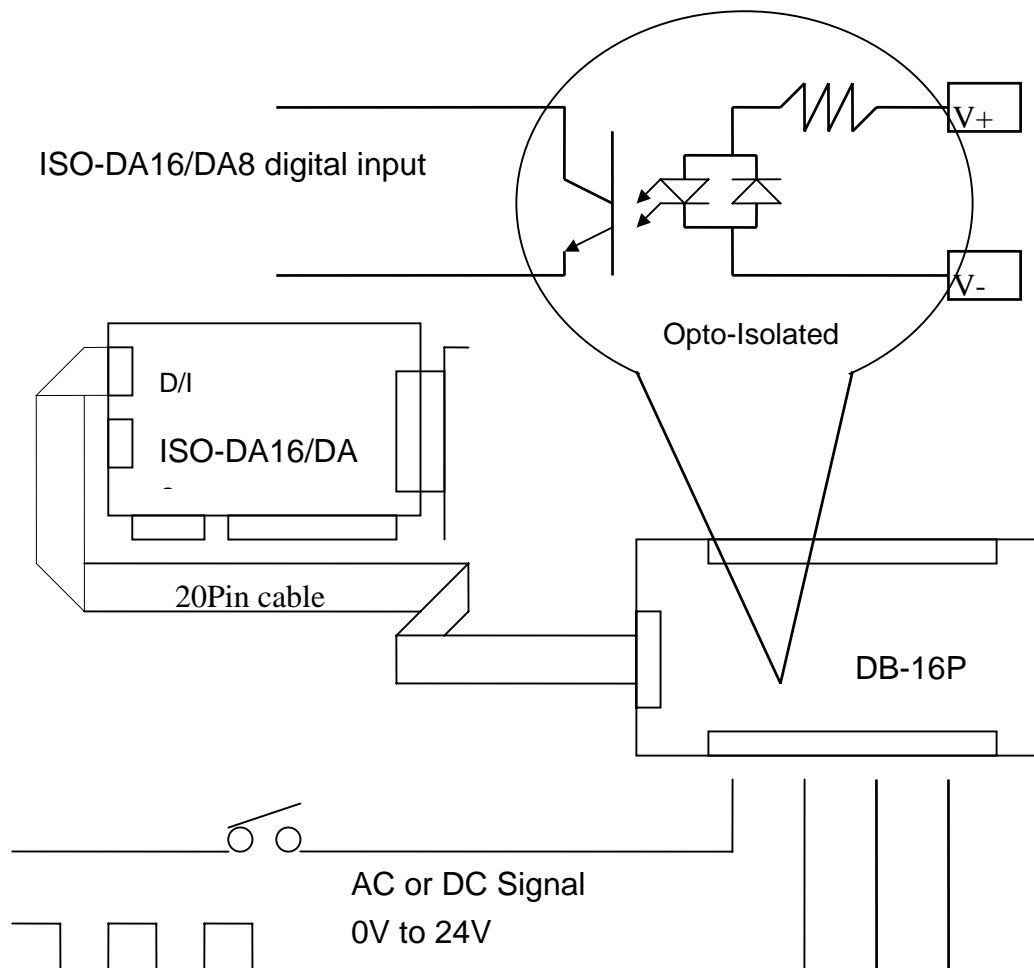 V+
ISO-DA16/DA8 digital input
V-
Opto-Isolated
D/I
ISO-DA16/DA
20Pin cable
DB-16P
AC or DC Signal
0V to 24V